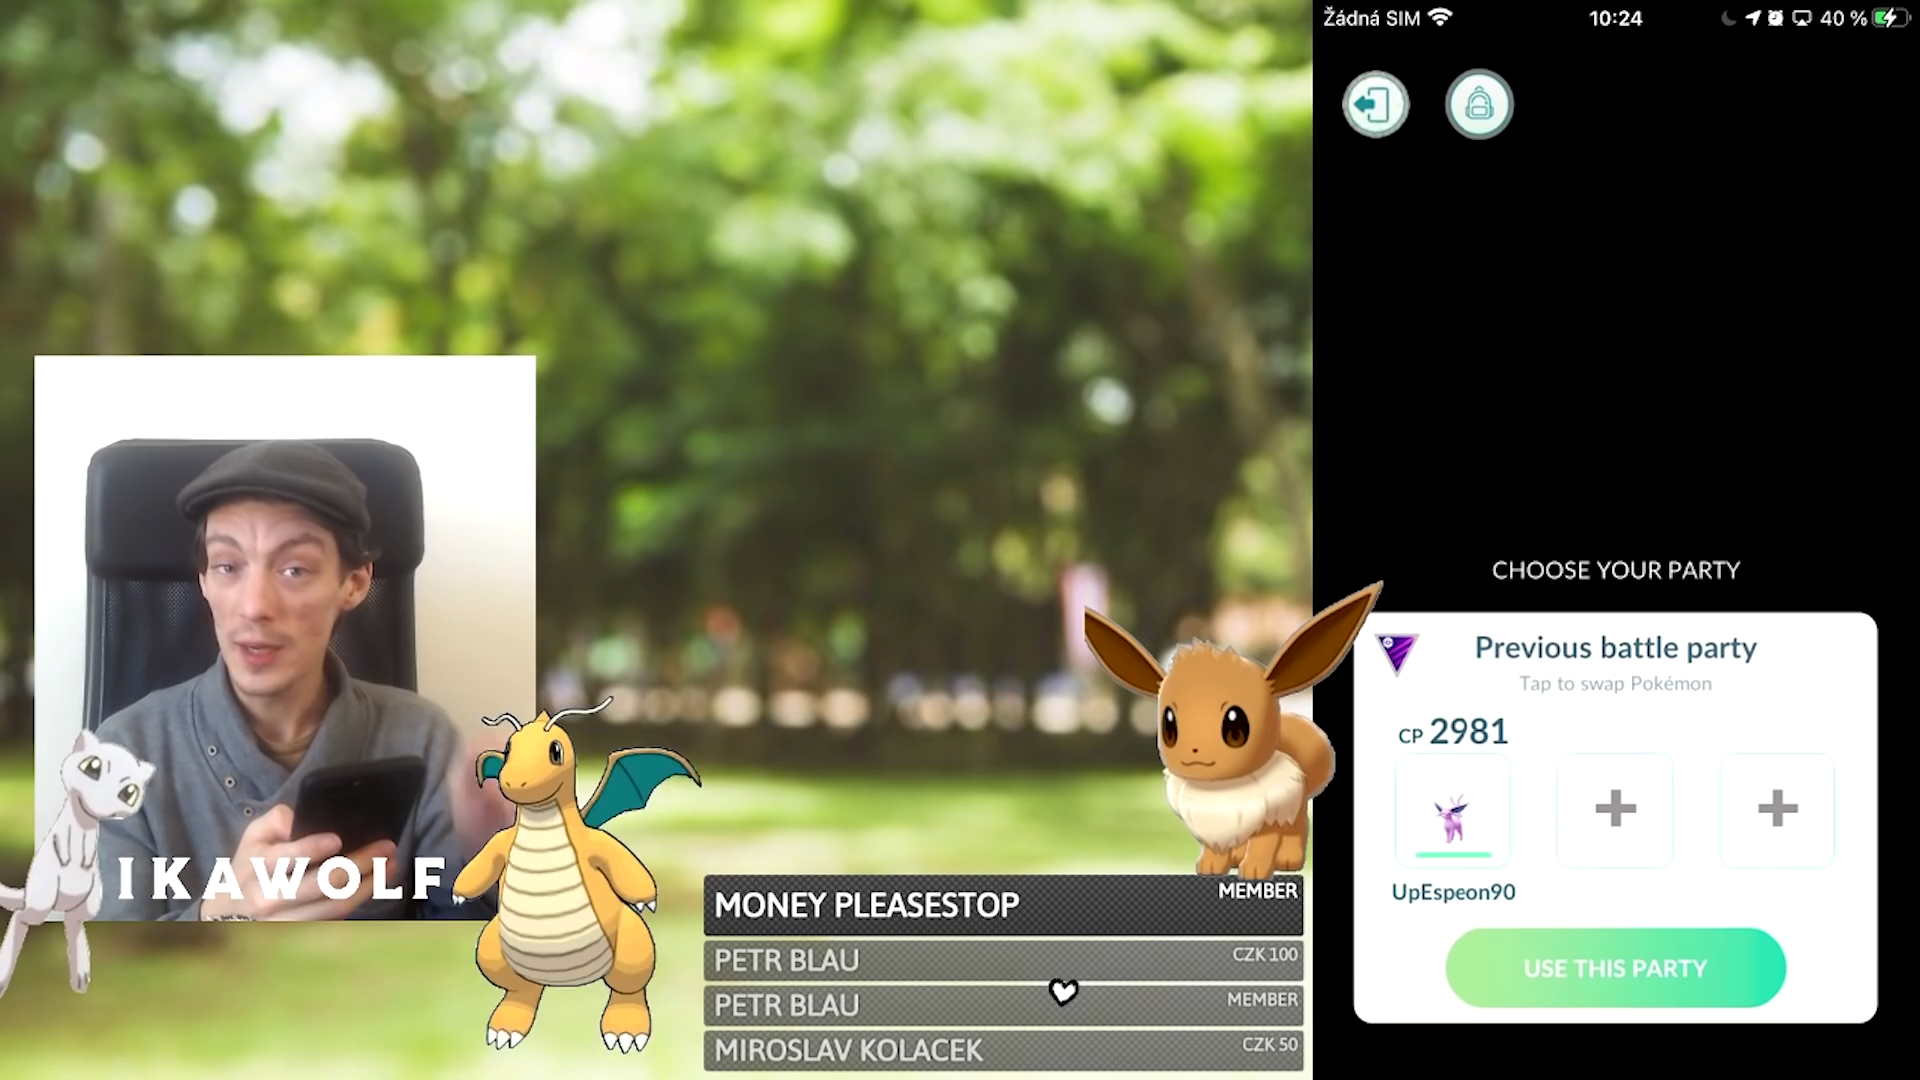 Žádná SIM
10:24
40 %
CHOOSE YOUR PARTY
Previous battle party
Tap to swap Pokémon
CP 2981
UpEspeon90
USE THIS PARTY
IKAWOLF
MONEY PLEASESTOP MEMBER
PETR BLAU CZK 100
PETR BLAU MEMBER
MIROSLAV KOLACEK CZK 50